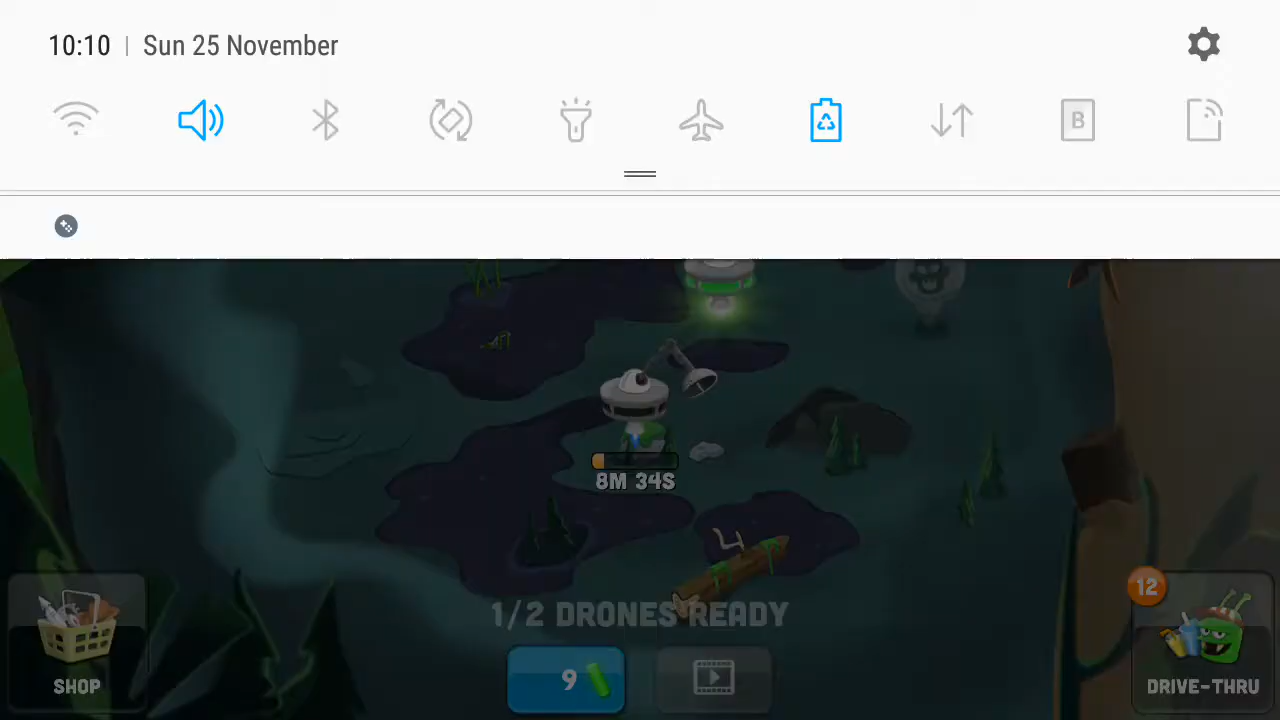 10:10 | Sun 25 November
B
8M 34S
1/2 DRONES READY
12
9
SHOP
DRIVE-THRU